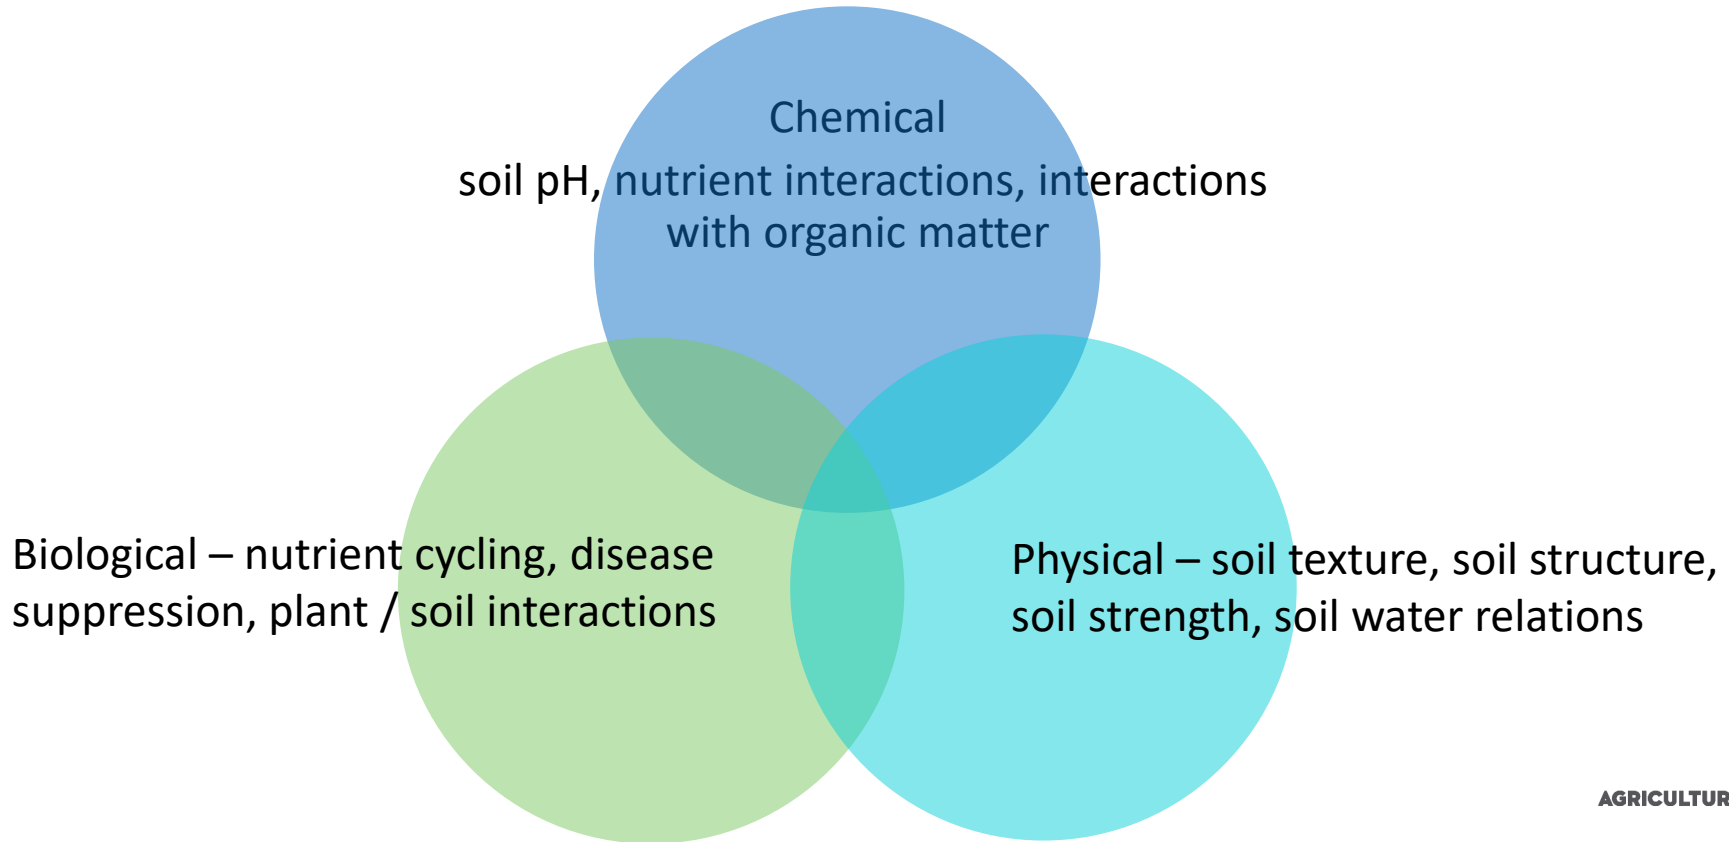 Chemical
soil pH, nutrient interactions, interactions
with organic matter
Biological – nutrient cycling, disease
suppression, plant / soil interactions
Physical – soil texture, soil structure,
soil strength, soil water relations
AGRICULTUR